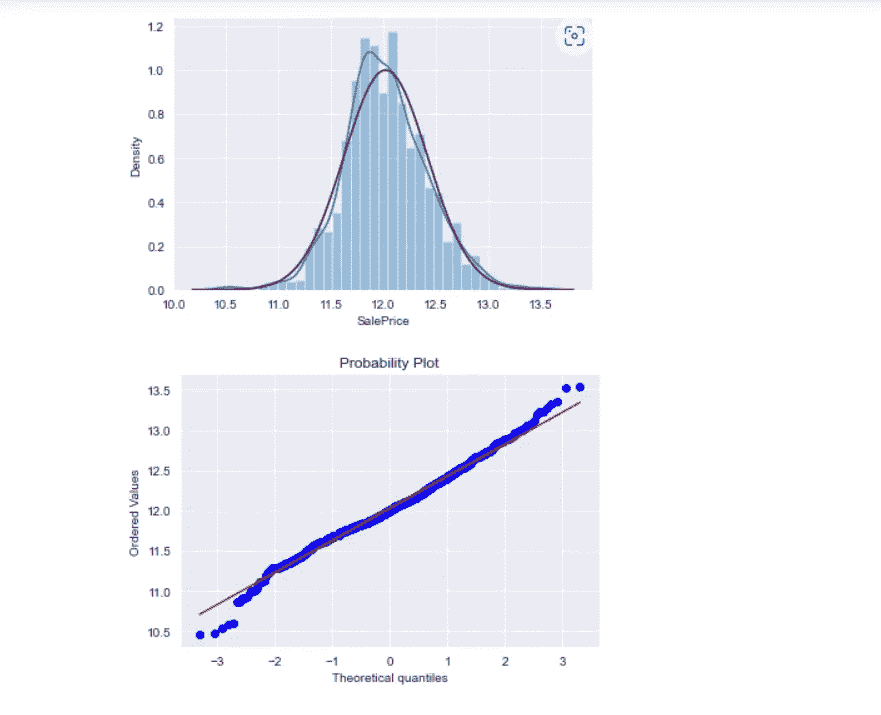 1.2
1.0
0.8
0.6
0.4
0.2
0.0
Density
10.0 10.5 11.0 11.5 12.0 12.5 13.0 13.5
SalePrice
Probability Plot
13.5
13.0
12.5
12.0
11.5
11.0
10.5
Ordered Values
−3 −2 −1 0 1 2 3
Theoretical quantiles